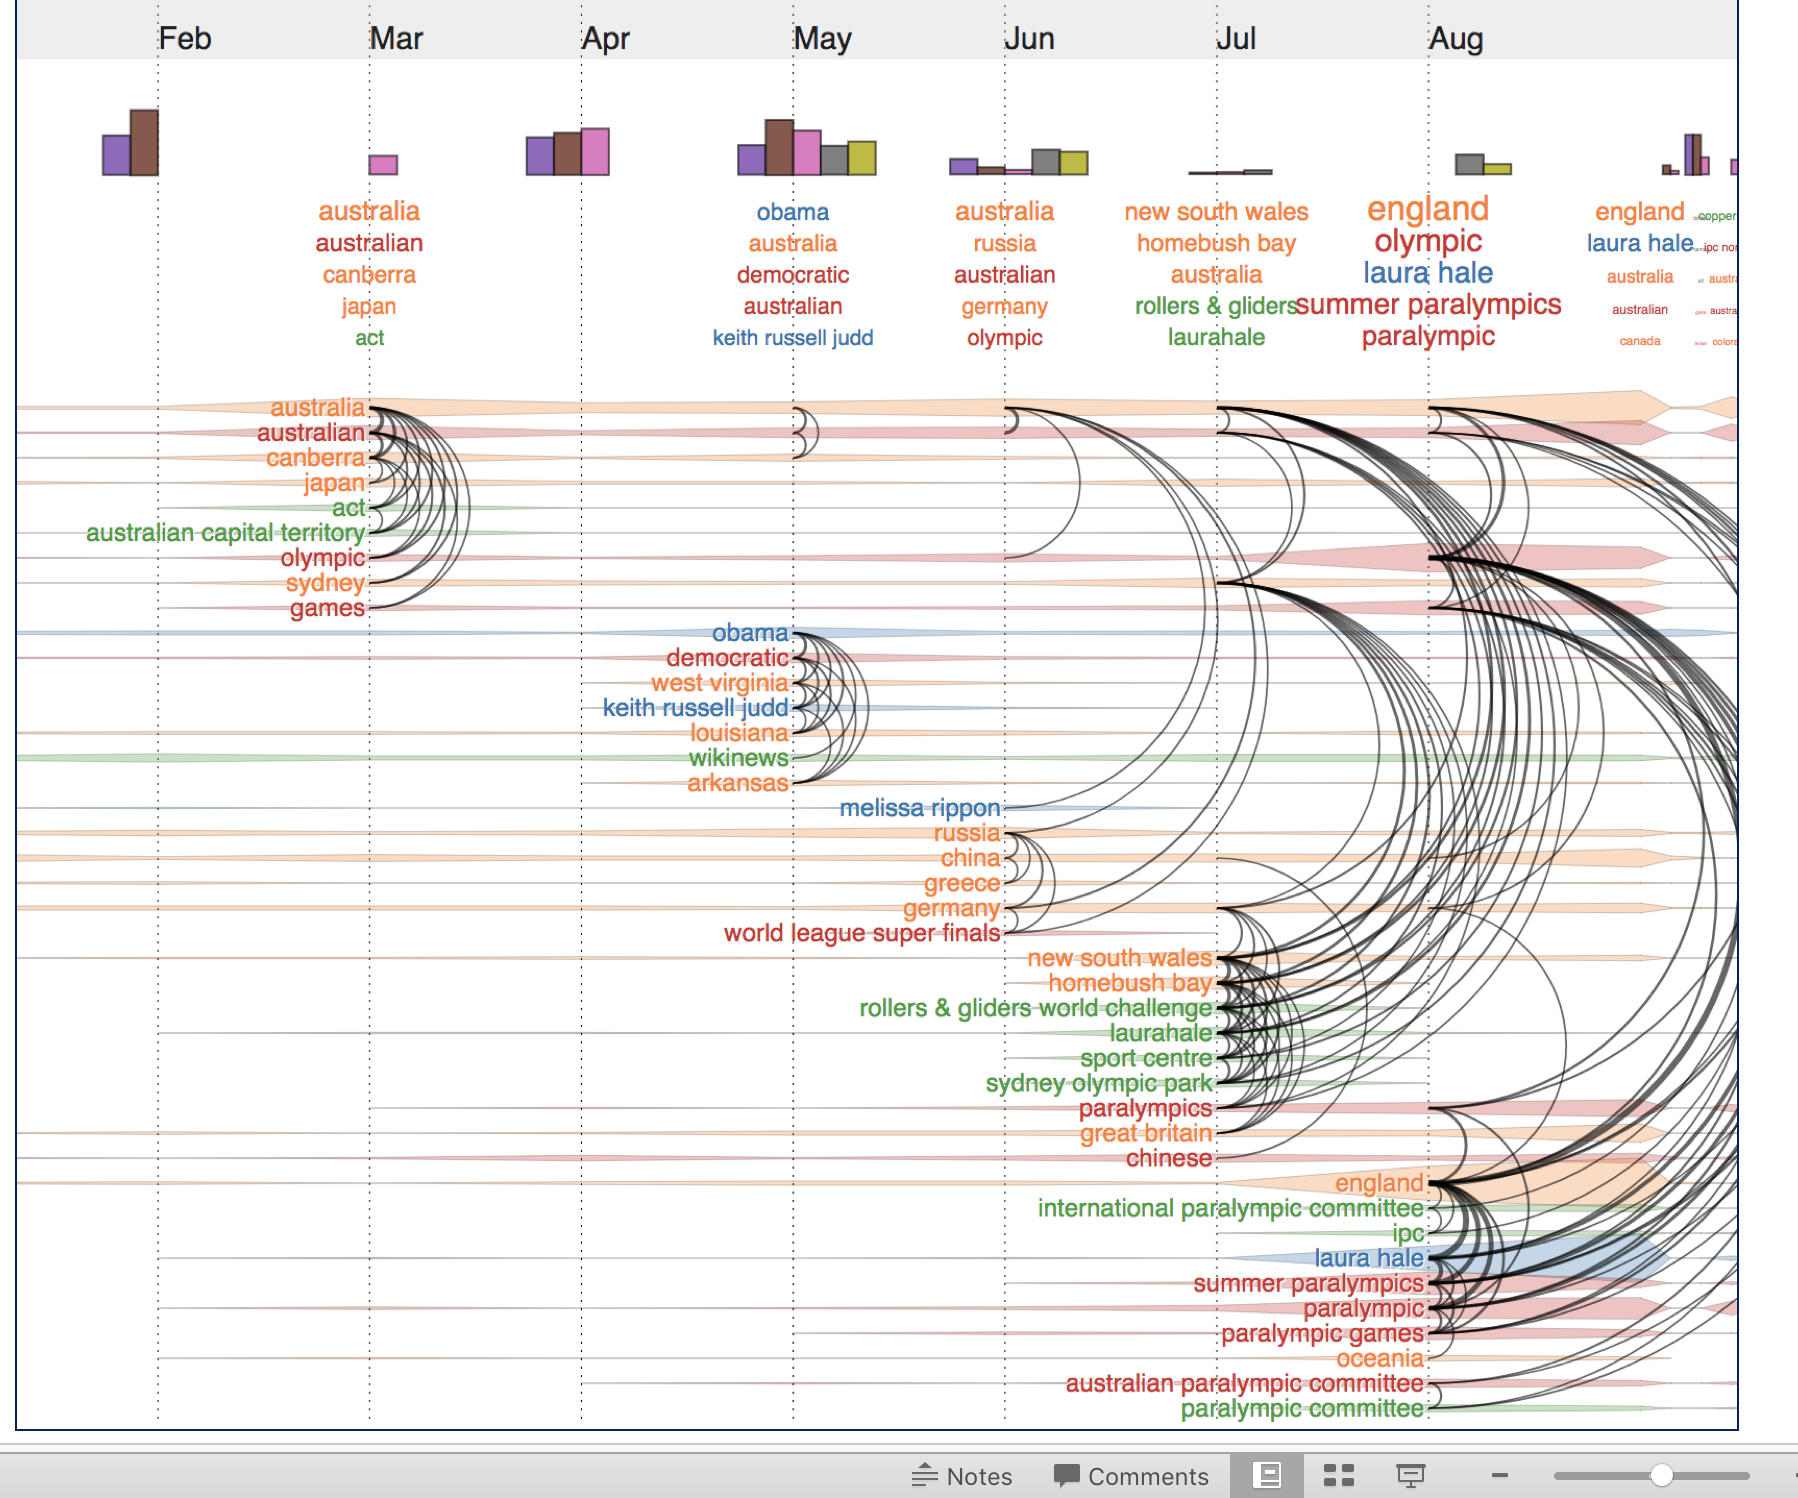 Feb Mar Apr May Jun Jul Aug
australia obama australia new south wales england england copper
australian australia russia homebush bay olympic laura hale ipc nor
canberra democratic australian australia laura hale australia austra
japan australian germany rollers & gliders summer paralympics australian austra
act keith russell judd olympic laurahale paralympic canada colora
australia
australian
canberra
japan
act
australian capital territory
olympic
sydney
games
obama
democratic
west virginia
keith russell judd
louisiana
wikinews
arkansas
melissa rippon
russia
china
greece
germany
world league super finals
new south wales
homebush bay
rollers & gliders world challenge
laurahale
sport centre
sydney olympic park
paralympics
great britain
chinese
england
international paralympic committee
ipc
laura hale
summer paralympics
paralympic
paralympic games
oceania
australian paralympic committee
paralympic committee
Notes Comments